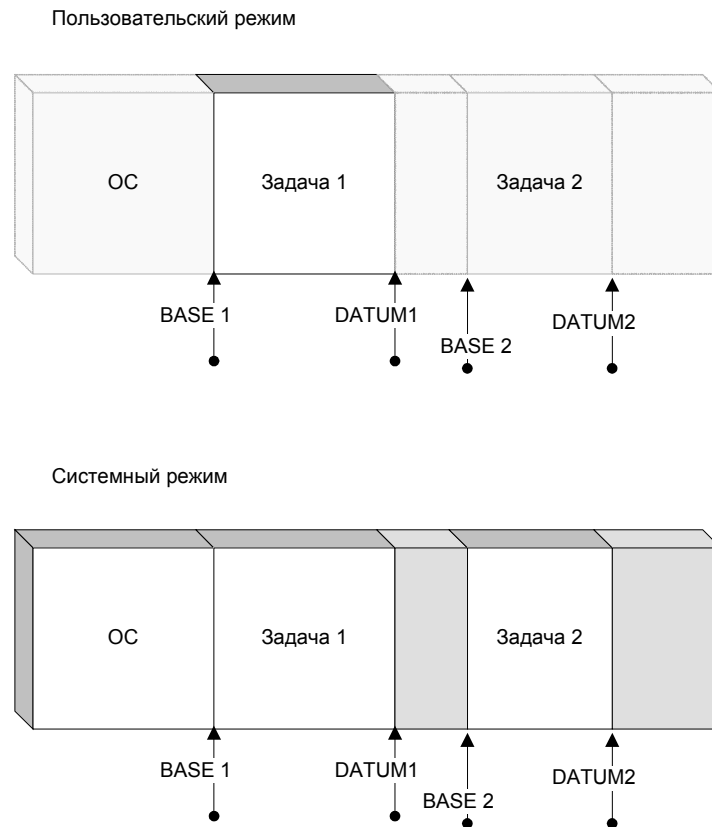 Пользовательский режим
ОС
Задача 1
Задача 2
BASE 1
DATUM1
BASE 2
DATUM2
Системный режим
ОС
Задача 1
Задача 2
BASE 1
DATUM1
BASE 2
DATUM2